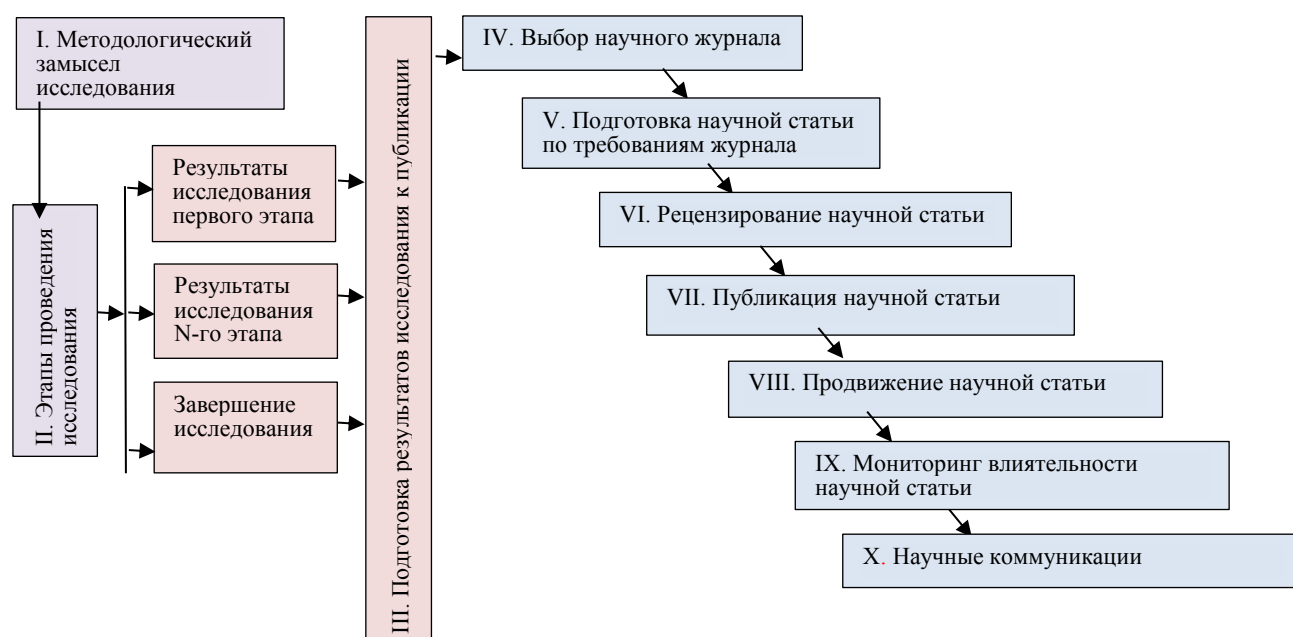 I. Методологический
замысел
исследования
II. Этапы проведения
исследования
Результаты
исследования
первого этапа
Результаты
исследования
N-го этапа
Завершение
исследования
III. Подготовка результатов исследования к публикации
IV. Выбор научного журнала
V. Подготовка научной статьи
по требованиям журнала
VI. Рецензирование научной статьи
VII. Публикация научной статьи
VIII. Продвижение научной статьи
IX. Мониторинг влиятельности
научной статьи
X. Научные коммуникации